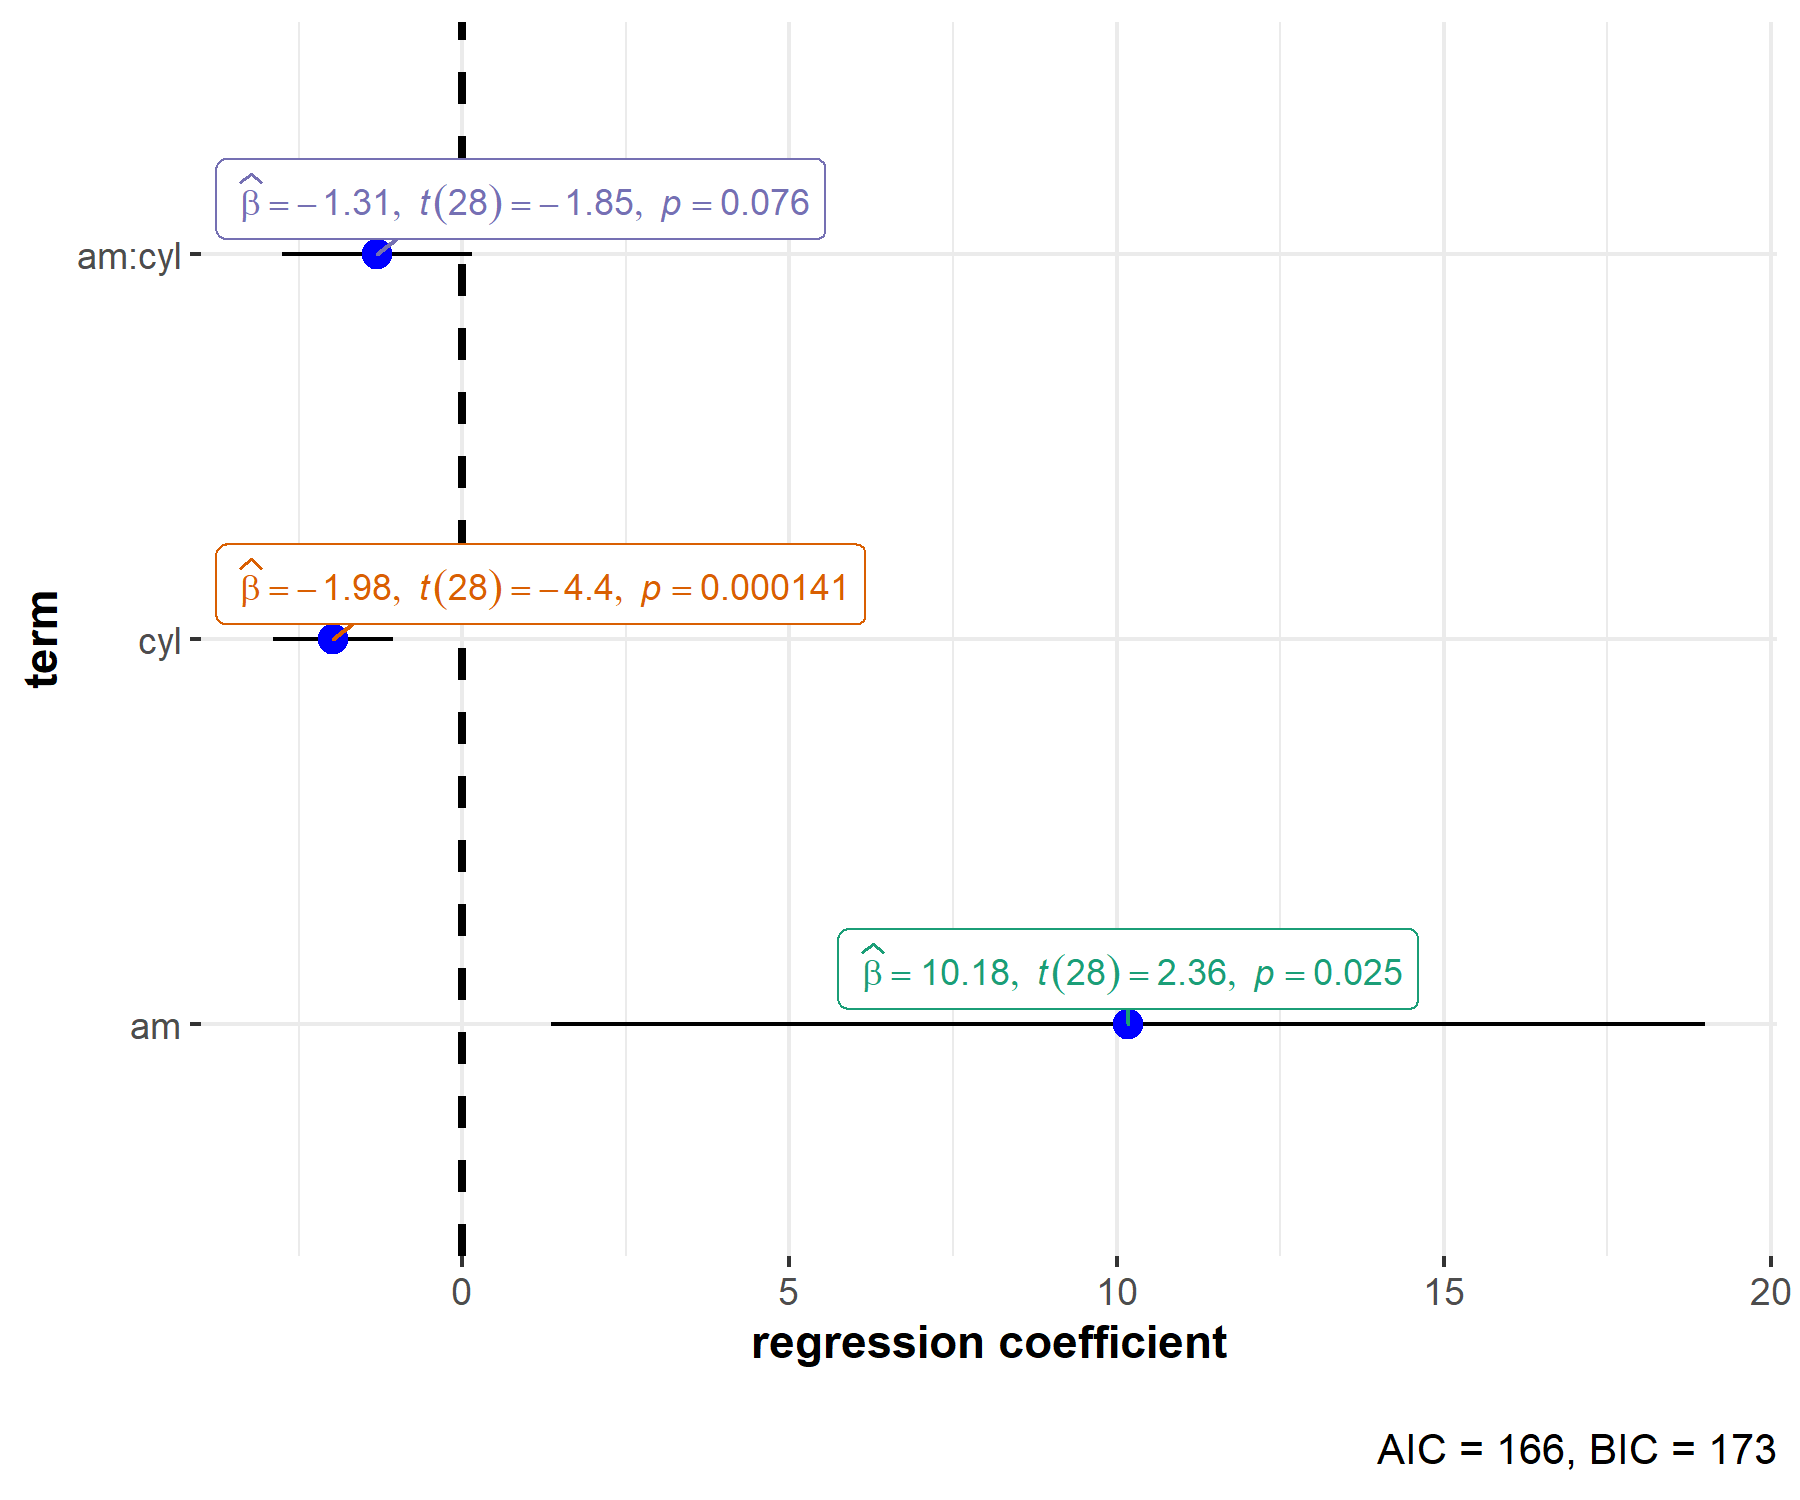 β̂ = −1.31, t(28) = −1.85, p = 0.076
am:cyl
β̂ = −1.98, t(28) = −4.4, p = 0.000141
cyl
term
β̂ = 10.18, t(28) = 2.36, p = 0.025
am
0 5 10 15 20
regression coefficient
AIC = 166, BIC = 173